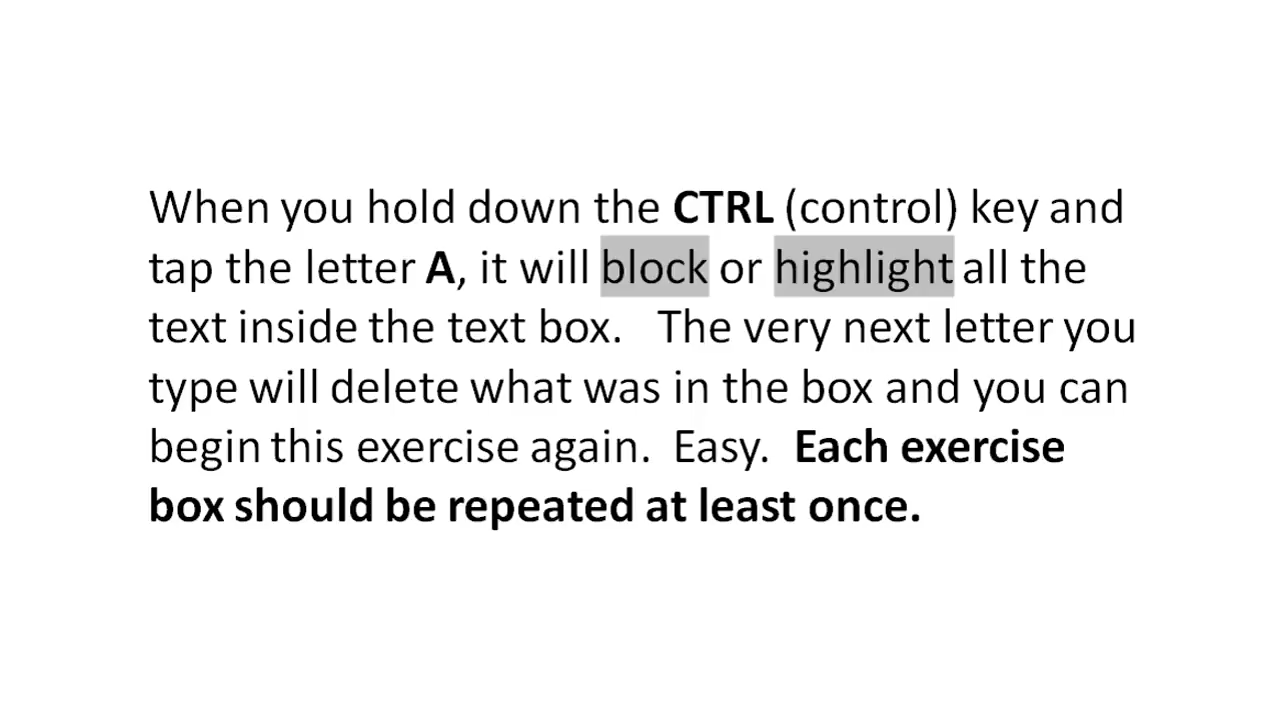 When you hold down the CTRL (control) key and
tap the letter A, it will block or highlight all the
text inside the text box.   The very next letter you
type will delete what was in the box and you can
begin this exercise again.  Easy.  Each exercise
box should be repeated at least once.